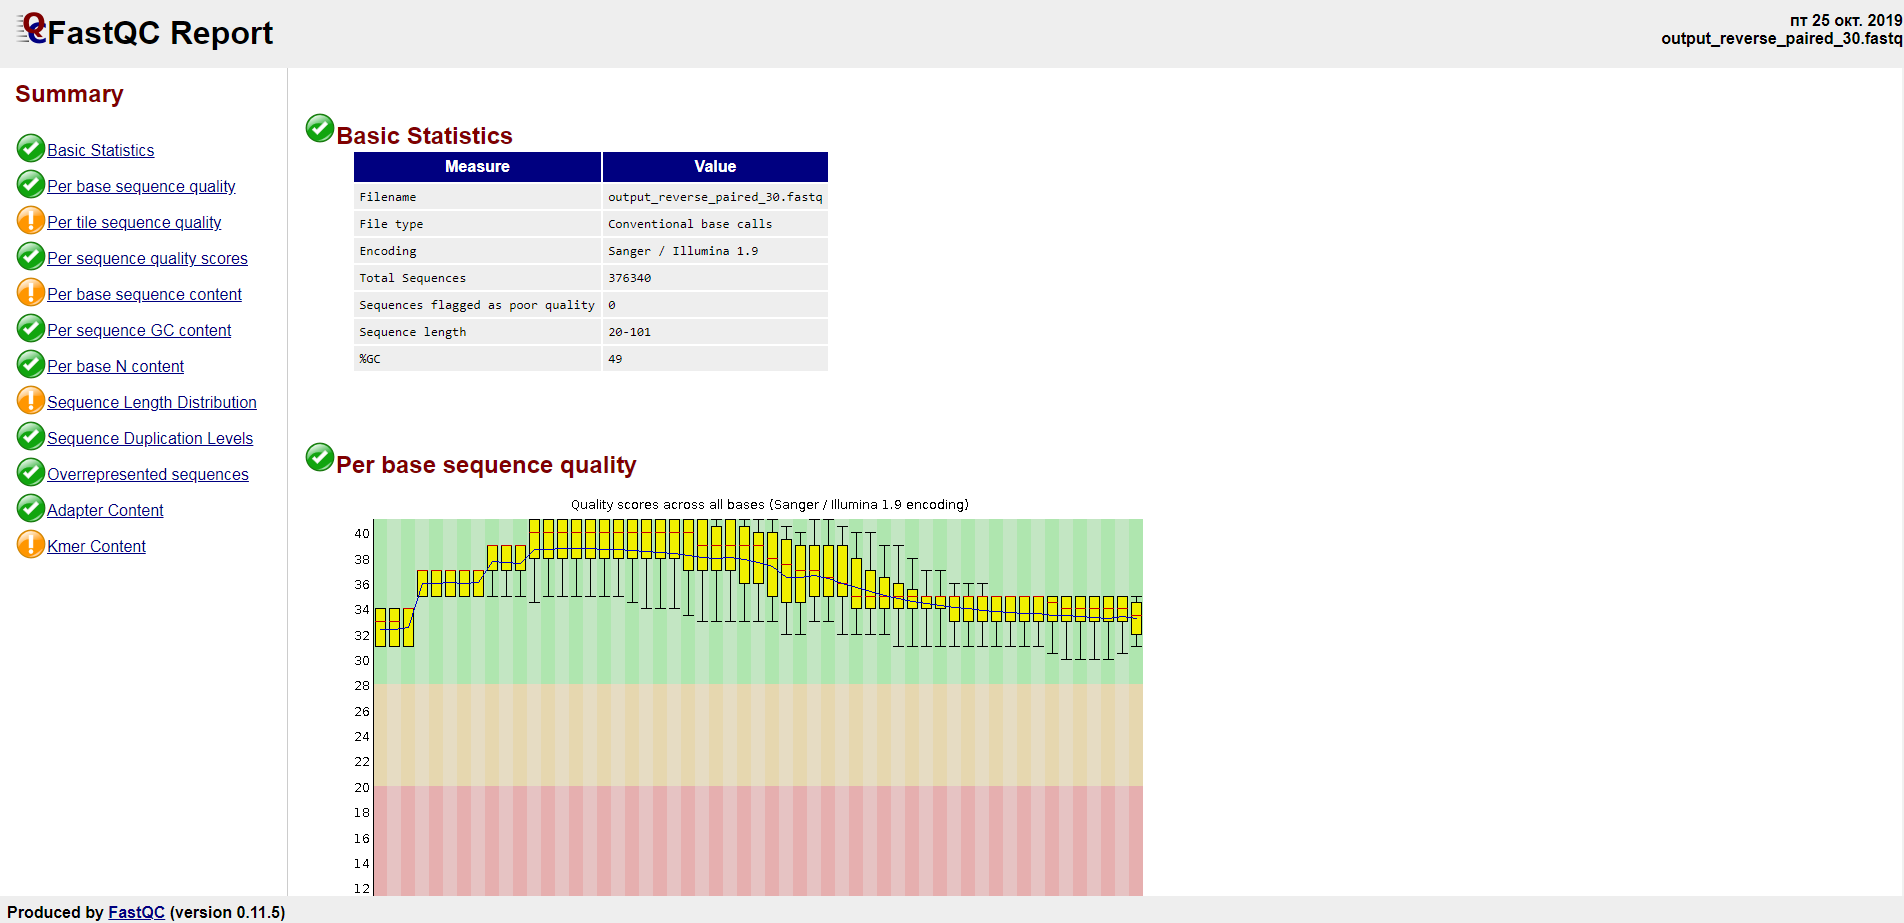 FastQC Report
пт 25 окт. 2019
output_reverse_paired_30.fastq
Summary
Basic Statistics
Per base sequence quality
Per tile sequence quality
Per sequence quality scores
Per base sequence content
Per sequence GC content
Per base N content
Sequence Length Distribution
Sequence Duplication Levels
Overrepresented sequences
Adapter Content
Kmer Content
Basic Statistics
Measure Value
Filename output_reverse_paired_30.fastq
File type Conventional base calls
Encoding Sanger / Illumina 1.9
Total Sequences 376340
Sequences flagged as poor quality 0
Sequence length 20-101
%GC 49
Per base sequence quality
Quality scores across all bases (Sanger / Illumina 1.9 encoding)
40
38
36
34
32
30
28
26
24
22
20
18
16
14
12
Produced by FastQC (version 0.11.5)